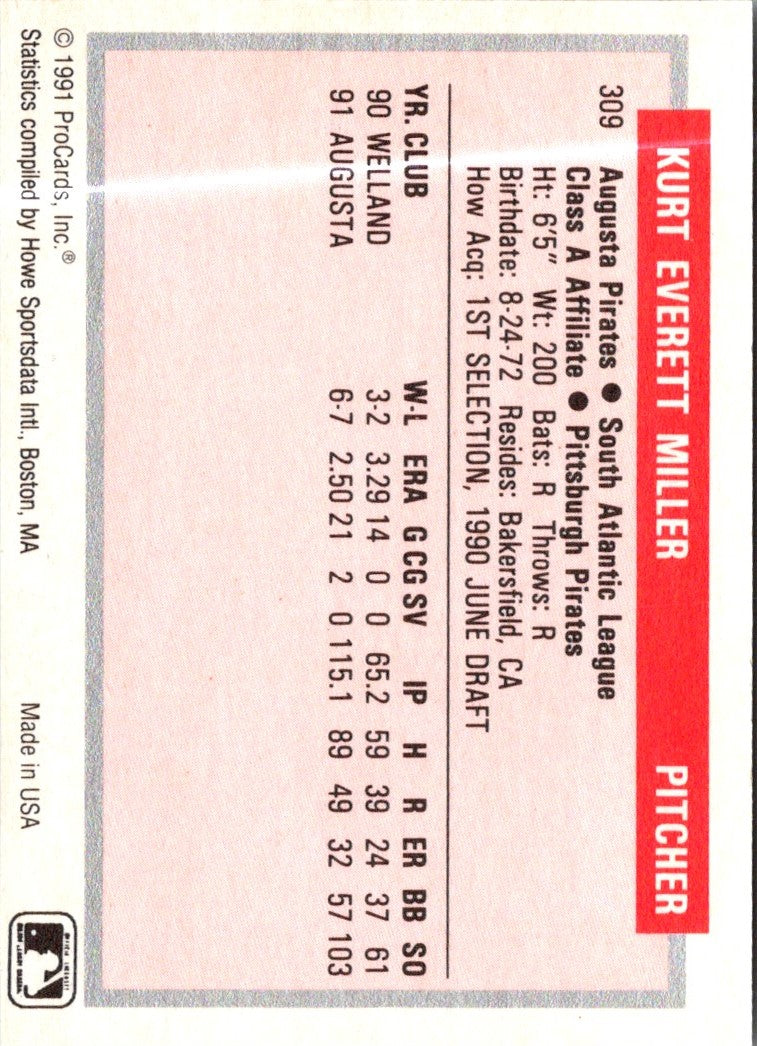 KURT EVERETT MILLER PITCHER
309 Augusta Pirates ● South Atlantic League
Class A Affiliate ● Pittsburgh Pirates
Ht: 6'5" Wt: 200 Bats: R Throws: R
Birthdate: 8-24-72 Resides: Bakersfield, CA
How Acq: 1ST SELECTION, 1990 JUNE DRAFT
YR. CLUB W-L ERA G CG SV IP H R ER BB SO
90 WELLAND 3-2 3.29 14 0 0 65.2 59 39 24 37 61
91 AUGUSTA 6-7 2.50 21 2 0 115.1 89 49 32 57 103
© 1991 ProCards, Inc.® Made in USA
Statistics compiled by Howe Sportsdata Intl., Boston, MA